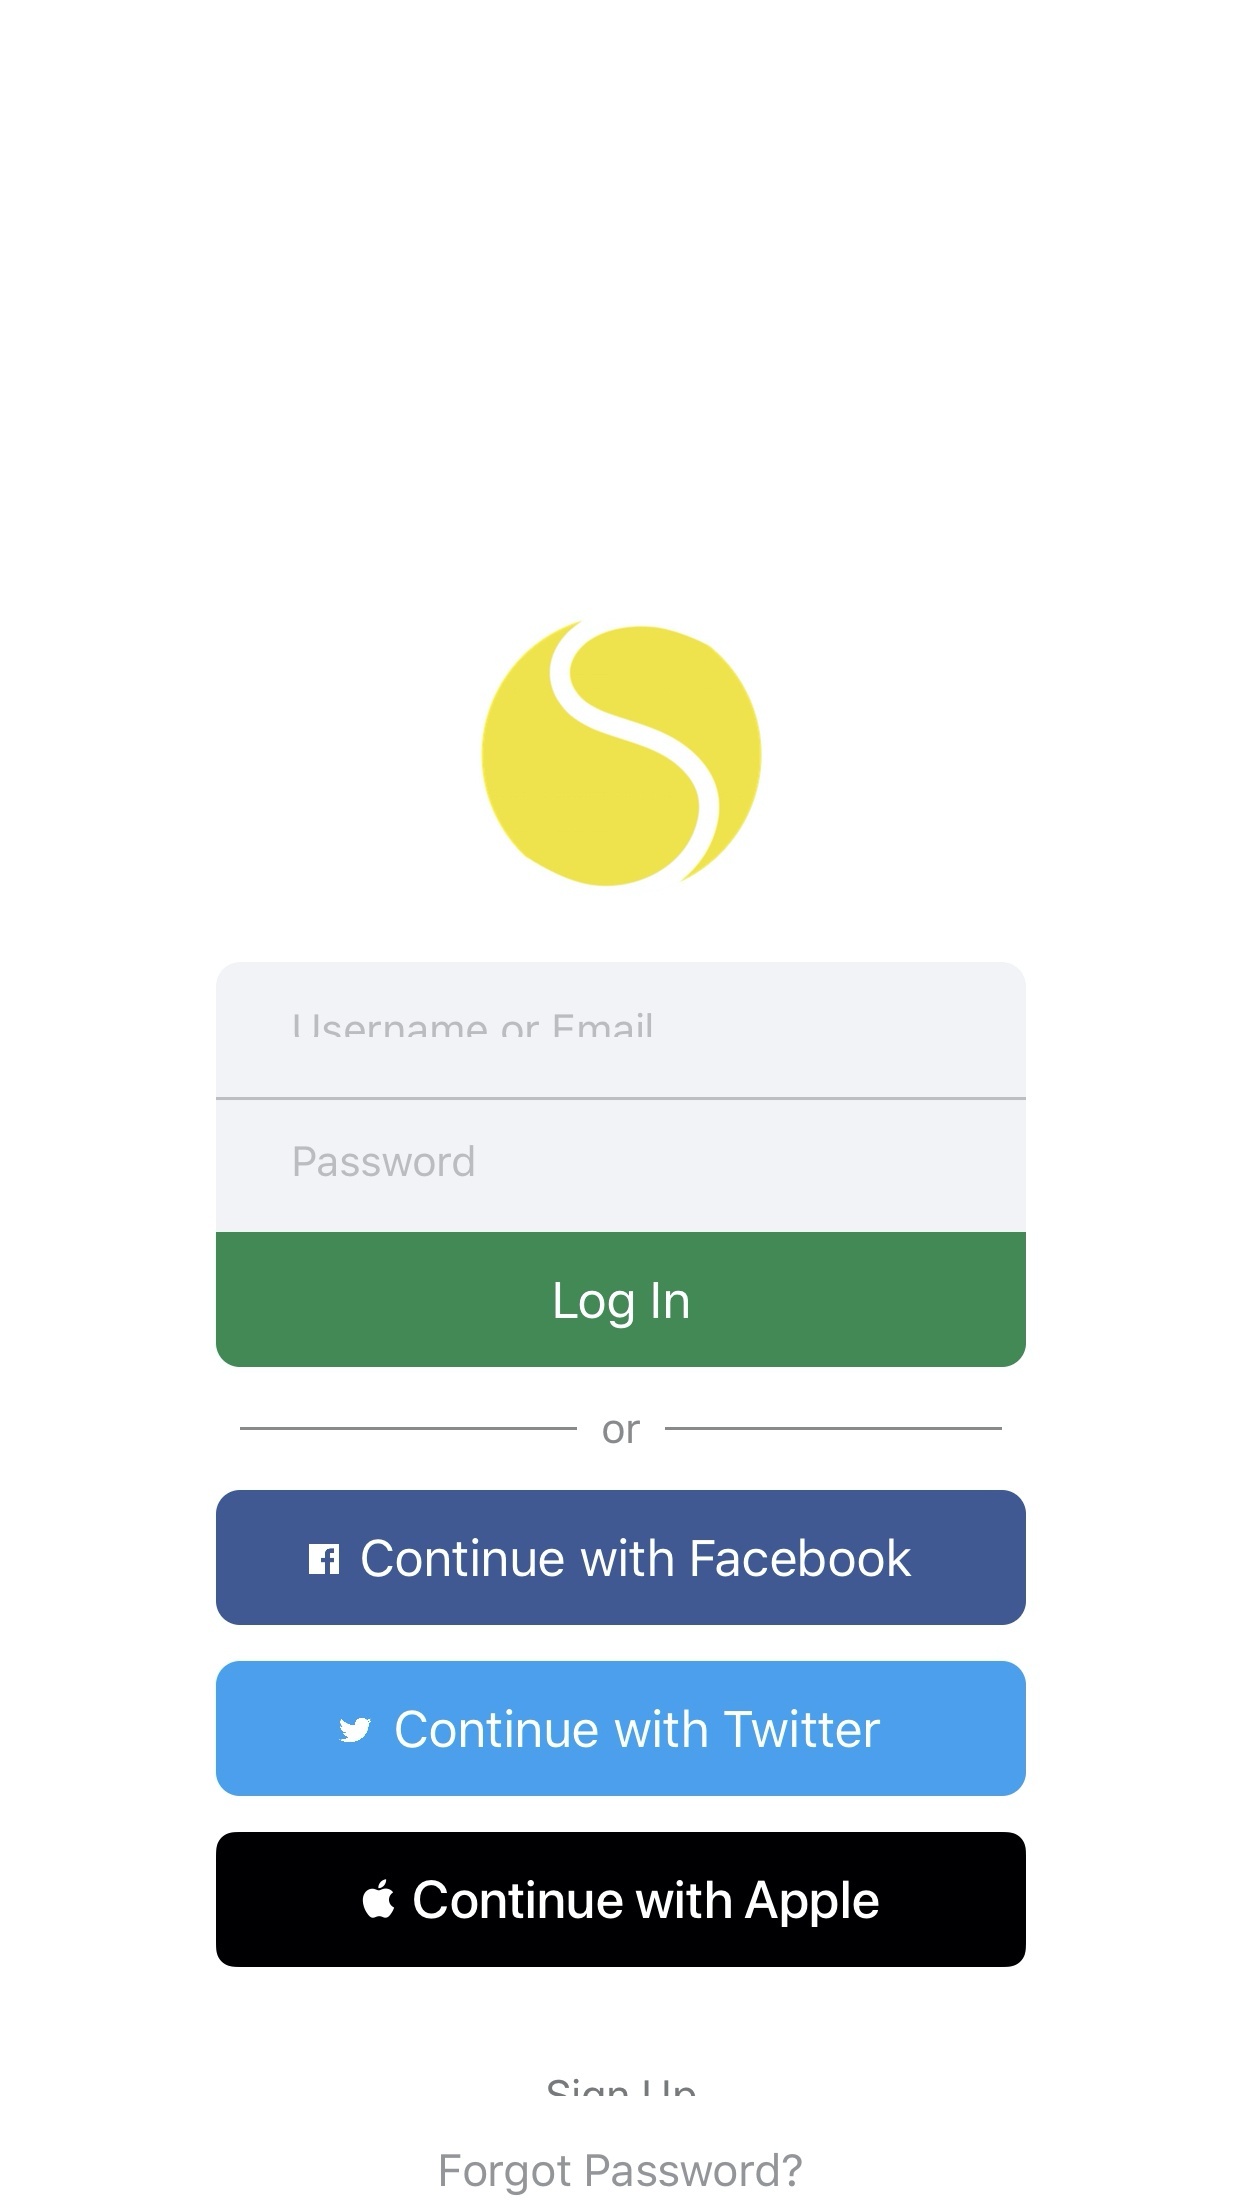 Username or Email
Password
Log In
or
Continue with Facebook
Continue with Twitter
Continue with Apple
Sign Up
Forgot Password?